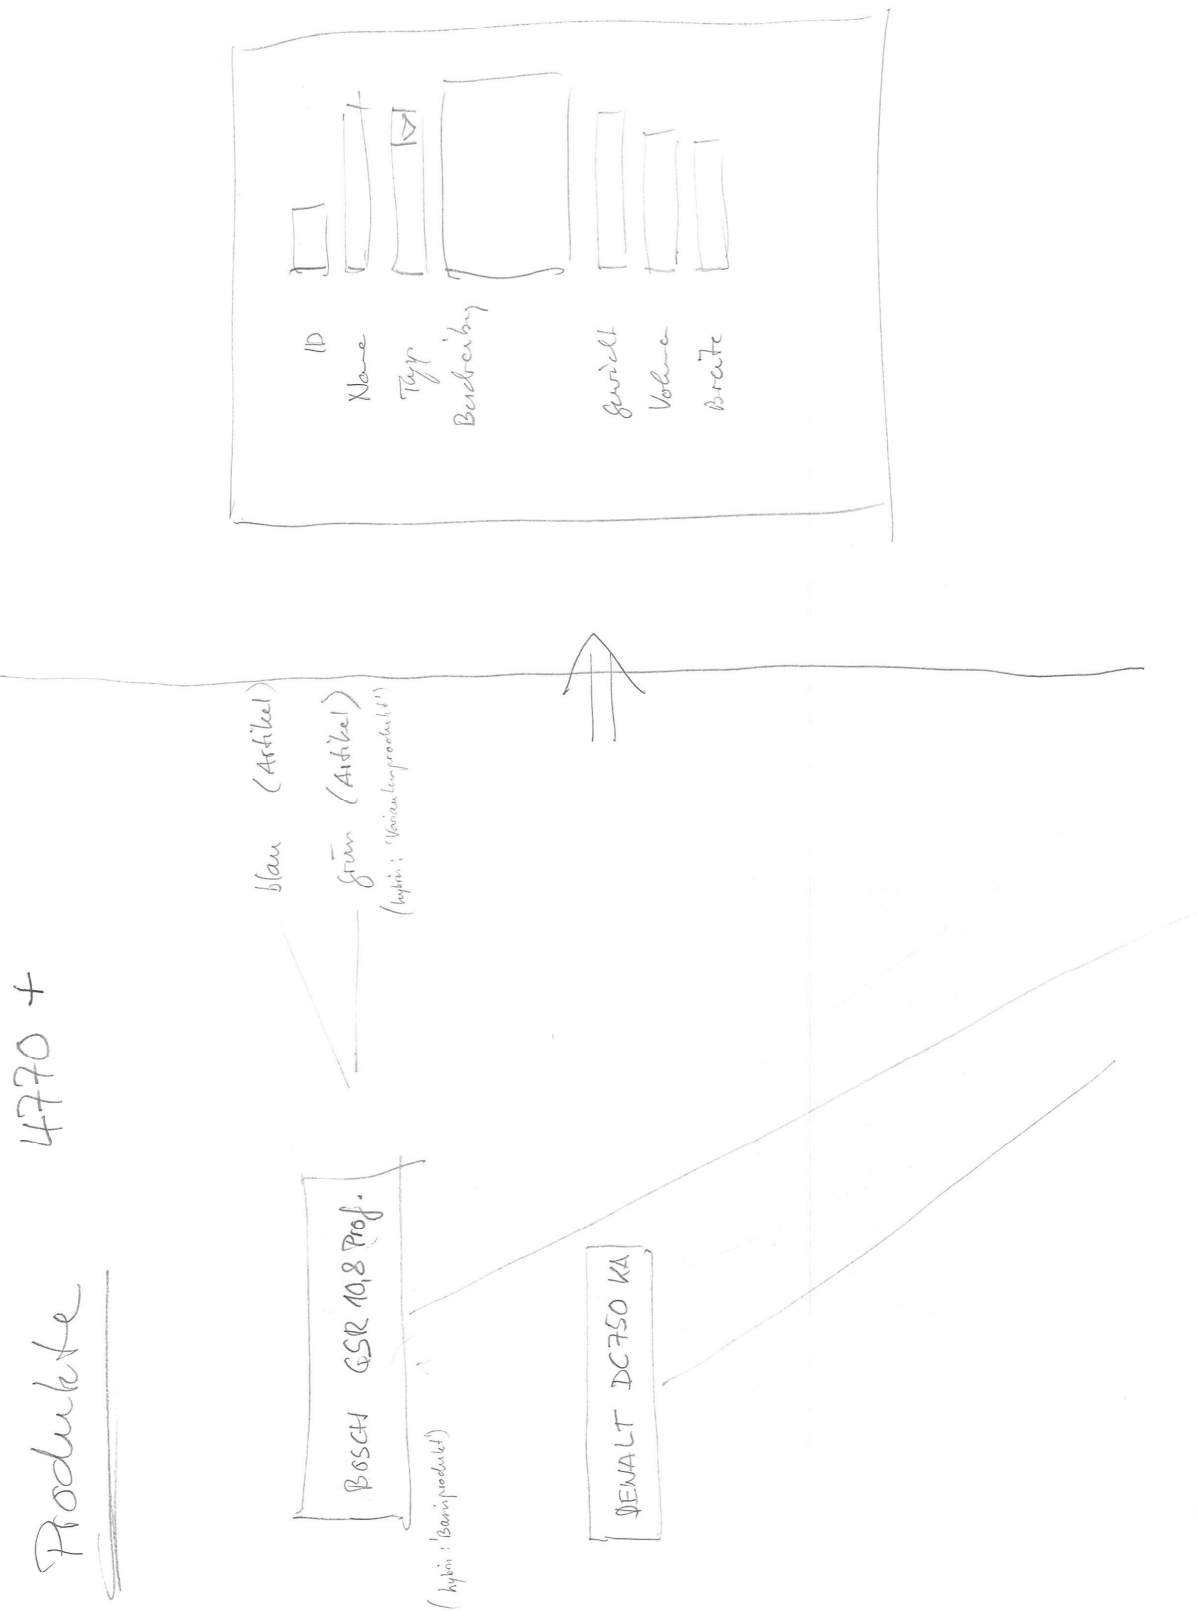 Produkte 4770 +
BOSCH GSR 10,8 Prof.
(hybris: 'Basisprodukt')
blau (Artikel)
grün (Artikel)
(hybris: 'Variantenprodukt')
DEWALT DC750 KA
ID
Name
Typ
Beschreibg
Gewicht
Volumen
Breite